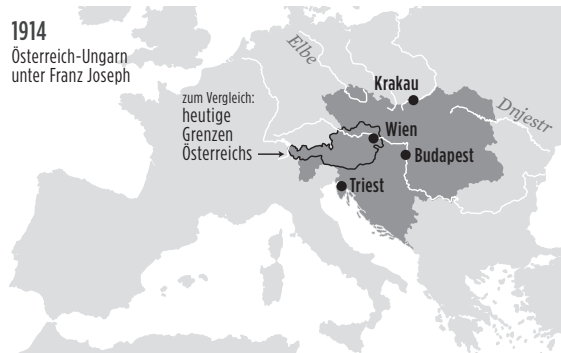 1914
Österreich-Ungarn
unter Franz Joseph
zum Vergleich:
heutige
Grenzen
Österreichs
Elbe
Krakau
Dnjestr
Wien
Budapest
Triest